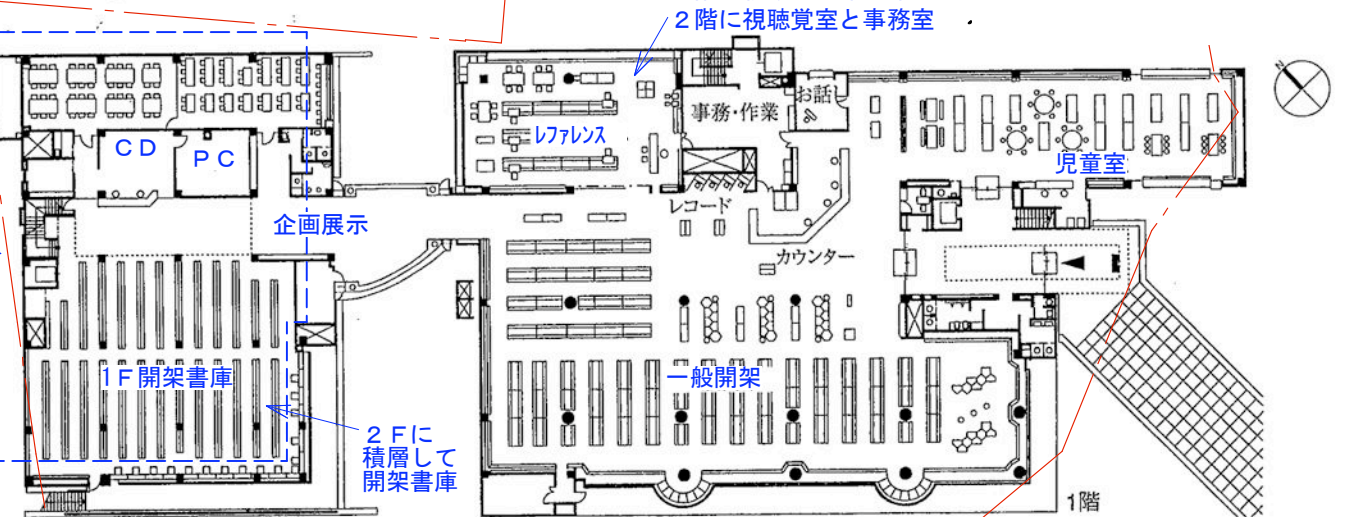 2階に視聴覚室と事務室
お話し
事務・作業
CD
PC
レファレンス
児童室
レコード
企画展示
カウンター
1F開架書庫
一般開架
2Fに
積層して
開架書庫
1階
N